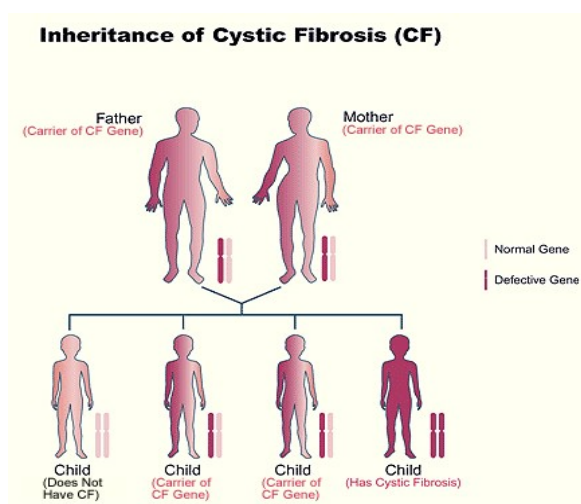 Inheritance of Cystic Fibrosis (CF)
Father
(Carrier of CF Gene)
Mother
(Carrier of CF Gene)
Normal Gene
Defective Gene
Child
(Does Not
Have CF)
Child
(Carrier of
CF Gene)
Child
(Carrier of
CF Gene)
Child
(Has Cystic Fibrosis)